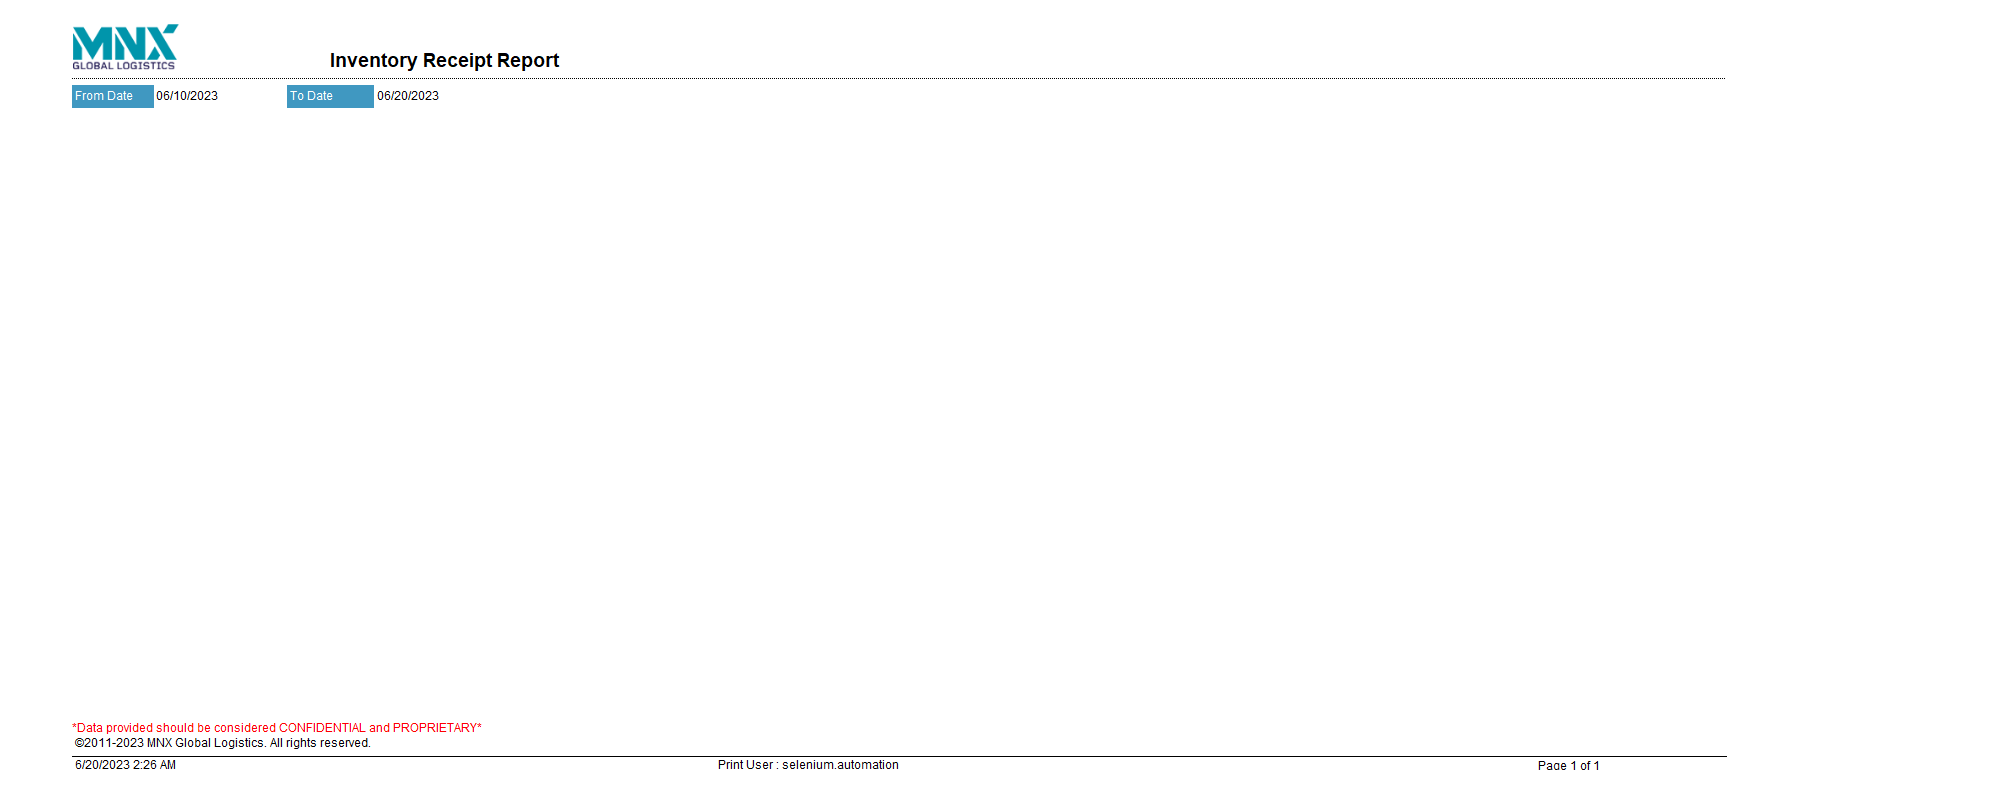 MNX
GLOBAL LOGISTICS
Inventory Receipt Report
From Date 06/10/2023 To Date 06/20/2023
*Data provided should be considered CONFIDENTIAL and PROPRIETARY*
©2011-2023 MNX Global Logistics. All rights reserved.
6/20/2023 2:26 AM Print User : selenium.automation Page 1 of 1